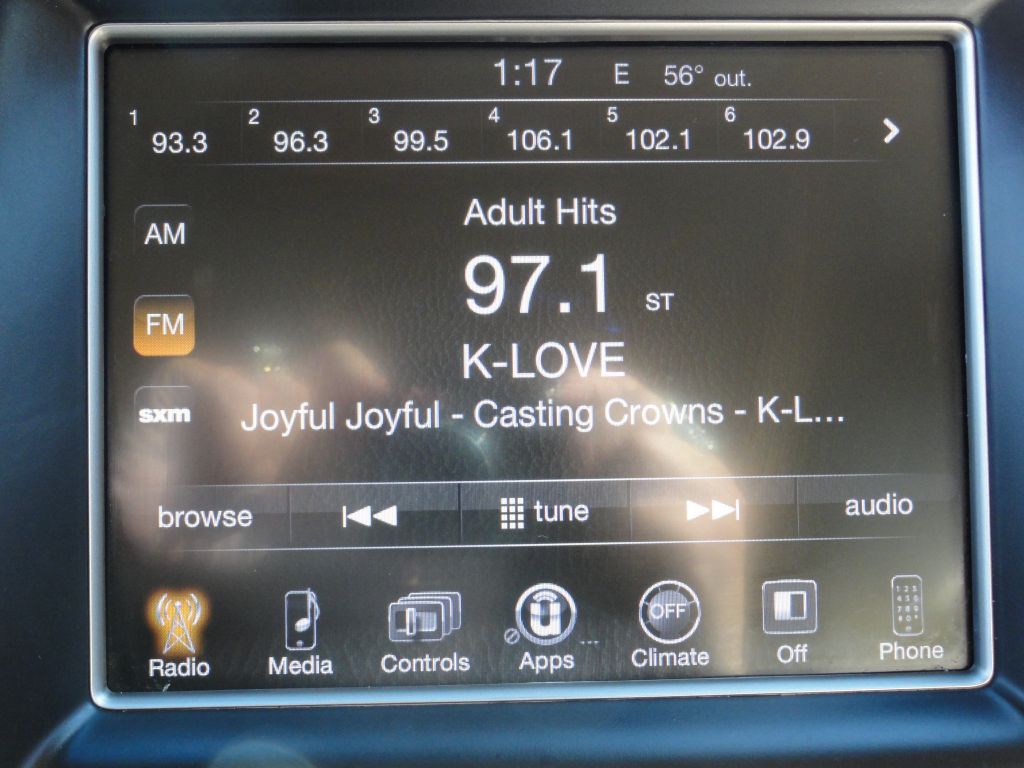 1:17 E 56° out.
1 93.3 2 96.3 3 99.5 4 106.1 5 102.1 6 102.9
AM
Adult Hits
97.1 ST
FM
K-LOVE
sxm
Joyful Joyful - Casting Crowns - K-L...
browse tune audio
OFF
Radio Media Controls Apps Climate Off Phone